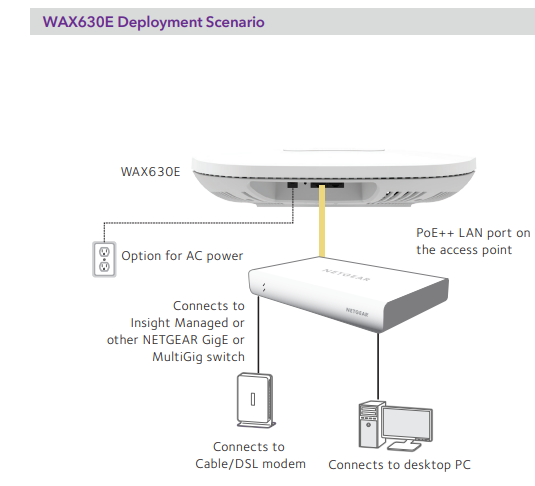 WAX630E Deployment Scenario
WAX630E
PoE++ LAN port on
the access point
Option for AC power
NETGEAR
NETGEAR
Connects to
Insight Managed or
other NETGEAR GigE or
MultiGig switch
Connects to
Cable/DSL modem
Connects to desktop PC